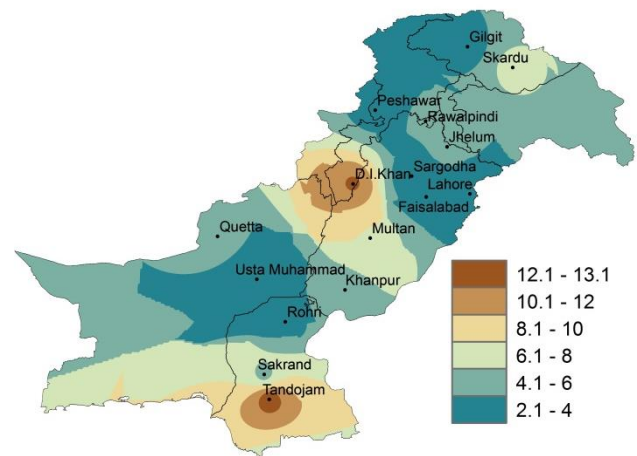 Gilgit
Skardu
Peshawar
Rawalpindi
Jhelum
D.I.Khan
Sargodha
Lahore
Faisalabad
Quetta
Multan
Usta Muhammad
Khanpur
Rohri
Sakrand
Tandojam
12.1 - 13.1
10.1 - 12
8.1 - 10
6.1 - 8
4.1 - 6
2.1 - 4